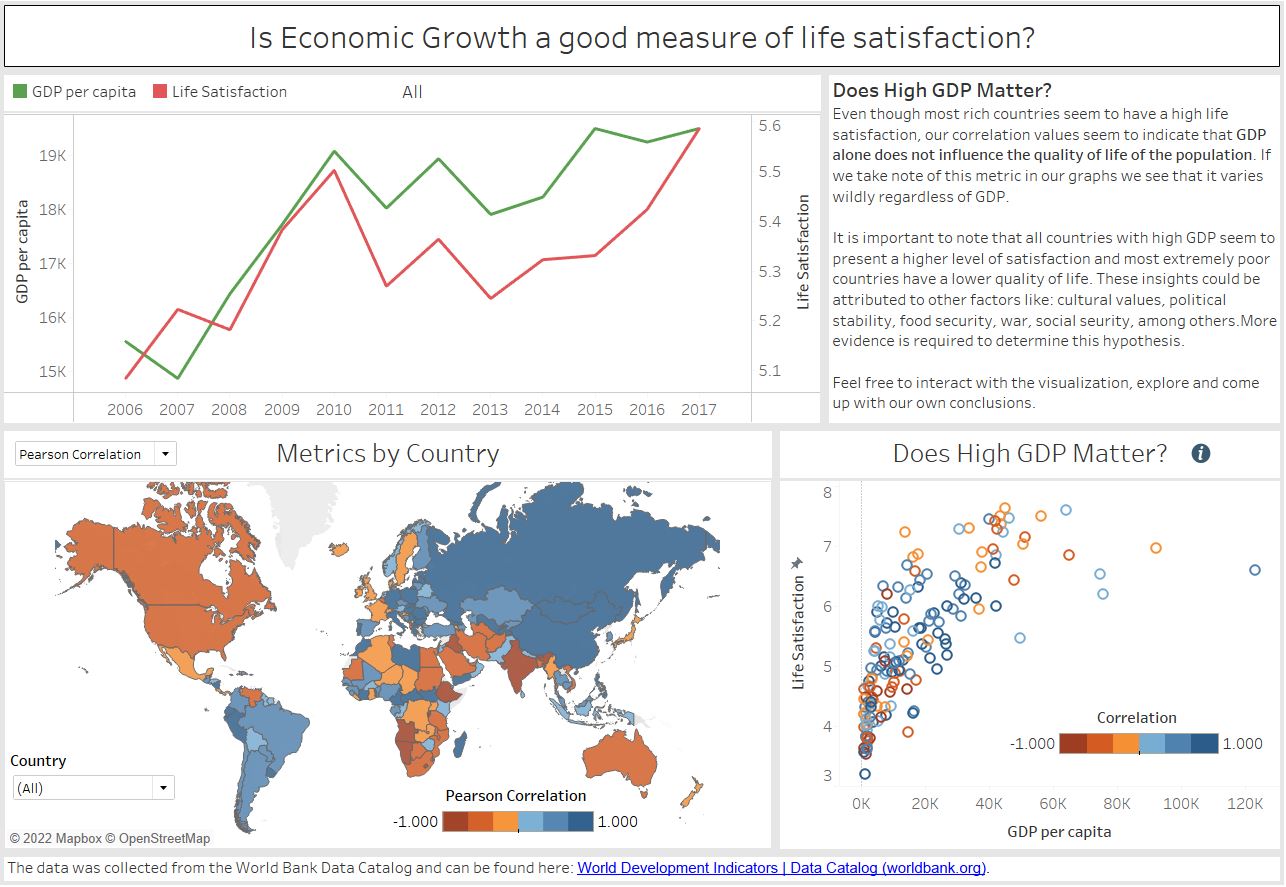 Is Economic Growth a good measure of life satisfaction?
GDP per capita Life Satisfaction All
19K
18K
17K
16K
15K
GDP per capita
5.6
5.5
5.4
5.3
5.2
5.1
Life Satisfaction
2006 2007 2008 2009 2010 2011 2012 2013 2014 2015 2016 2017
Does High GDP Matter?
Even though most rich countries seem to have a high life
satisfaction, our correlation values seem to indicate that GDP
alone does not influence the quality of life of the population. If
we take note of this metric in our graphs we see that it varies
wildly regardless of GDP.
It is important to note that all countries with high GDP seem to
present a higher level of satisfaction and most extremely poor
countries have a lower quality of life. These insights could be
attributed to other factors like: cultural values, political
stability, food security, war, social seurity, among others.More
evidence is required to determine this hypothesis.
Feel free to interact with the visualization, explore and come
up with our own conclusions.
Pearson Correlation
Metrics by Country
Country
(All)
Pearson Correlation
-1.000 1.000
© 2022 Mapbox © OpenStreetMap
Does High GDP Matter? i
8
7
6
5
4
3
Life Satisfaction
Correlation
-1.000 1.000
0K 20K 40K 60K 80K 100K 120K
GDP per capita
The data was collected from the World Bank Data Catalog and can be found here: World Development Indicators | Data Catalog (worldbank.org).